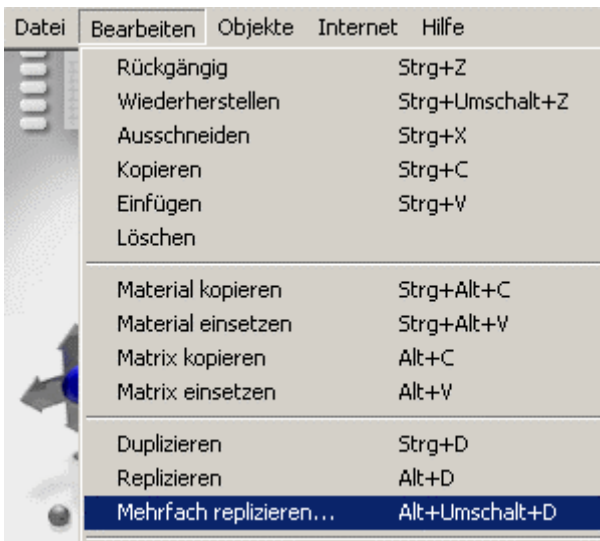 Datei Bearbeiten Objekte Internet Hilfe
Rückgängig Strg+Z
Wiederherstellen Strg+Umschalt+Z
Ausschneiden Strg+X
Kopieren Strg+C
Einfügen Strg+V
Löschen
Material kopieren Strg+Alt+C
Material einsetzen Strg+Alt+V
Matrix kopieren Alt+C
Matrix einsetzen Alt+V
Duplizieren Strg+D
Replizieren Alt+D
Mehrfach replizieren... Alt+Umschalt+D